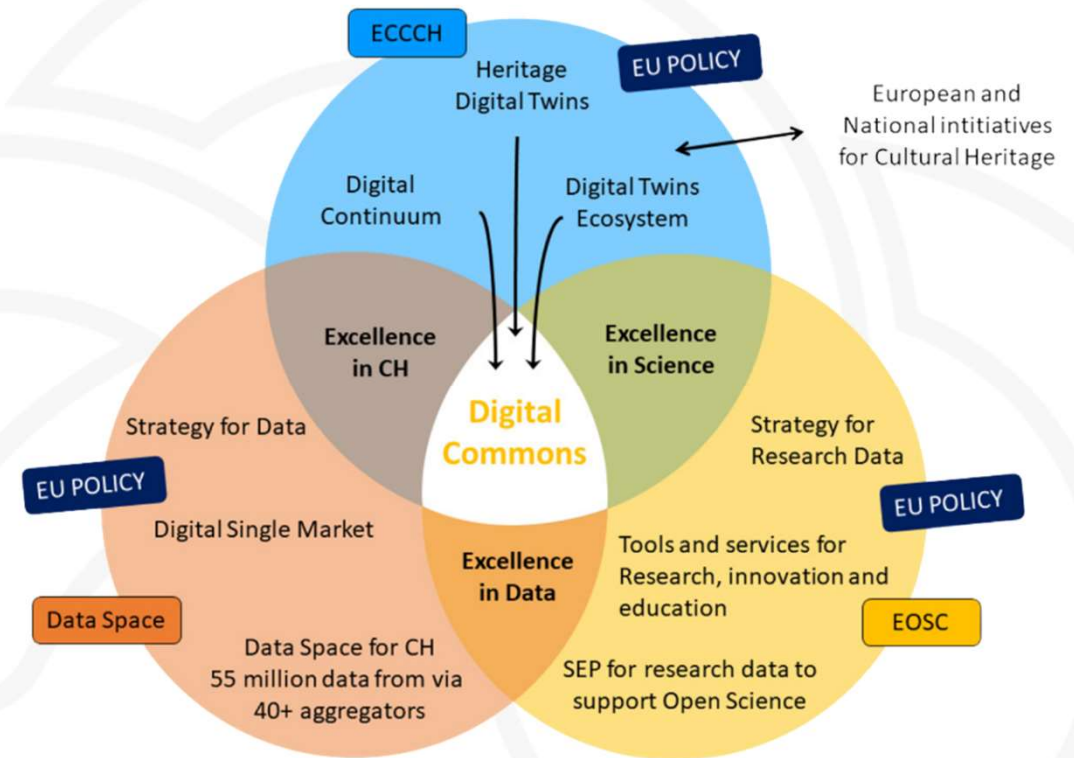 ECCCH
EU POLICY
Heritage
Digital Twins
European and
National intitiatives
for Cultural Heritage
Digital
Continuum
Digital Twins
Ecosystem
Excellence
in CH
Excellence
in Science
Digital
Commons
Strategy for Data
EU POLICY
Digital Single Market
Data Space
Data Space for CH
55 million data from via
40+ aggregators
Excellence
in Data
Strategy for
Research Data
EU POLICY
Tools and services for
Research, innovation and
education
EOSC
SEP for research data to
support Open Science